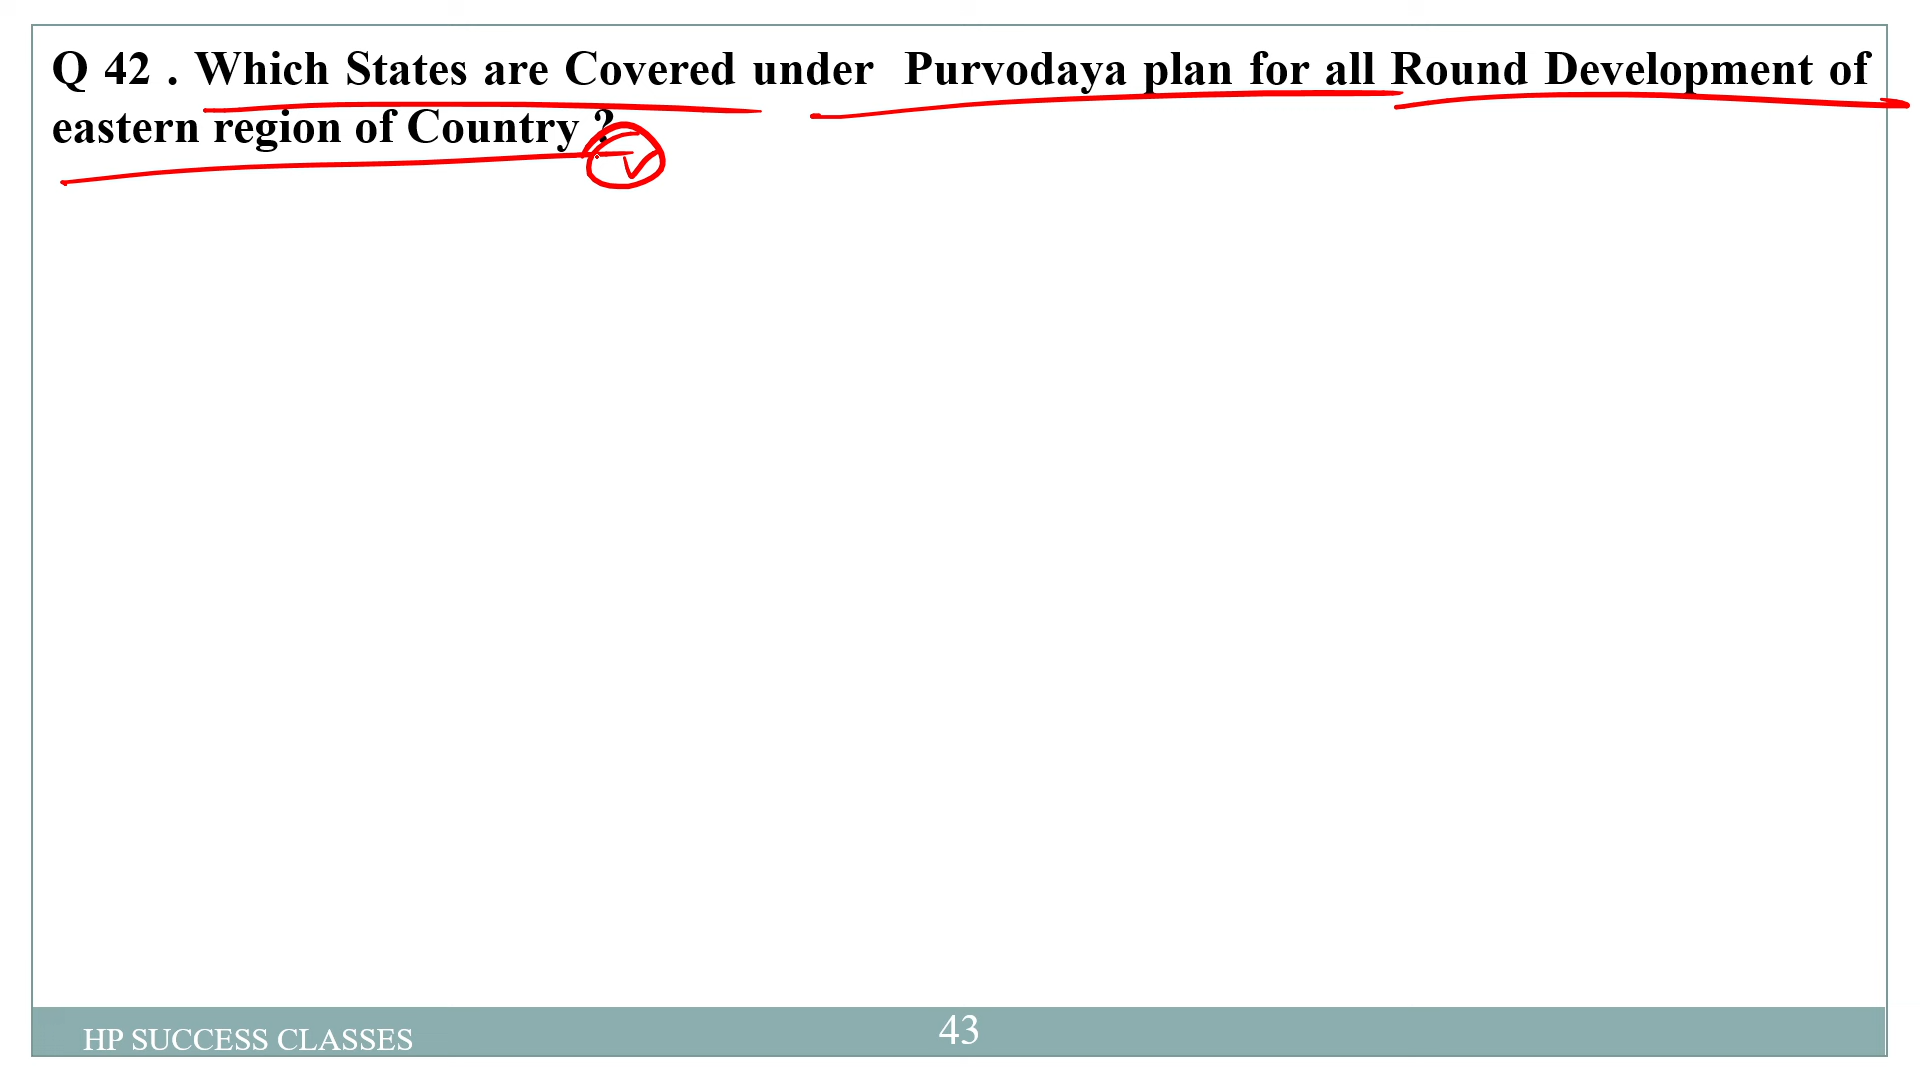 Q 42 . Which States are Covered under Purvodaya plan for all Round Development of
eastern region of Country ?
HP SUCCESS CLASSES
43